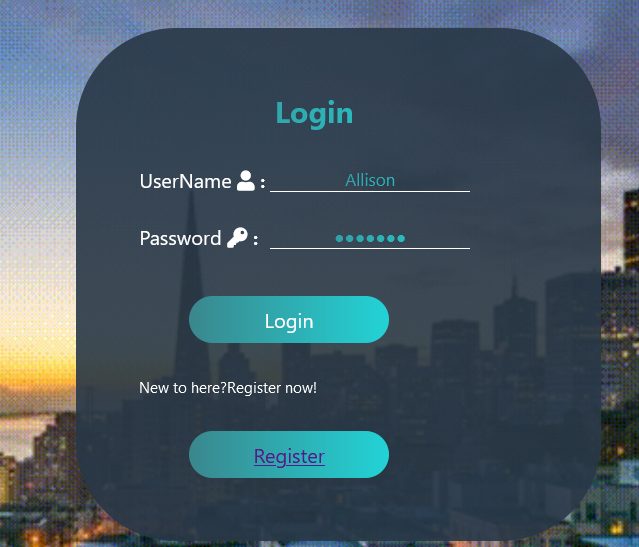 Login
UserName : Allison
Password : •••••••
Login
New to here?Register now!
Register